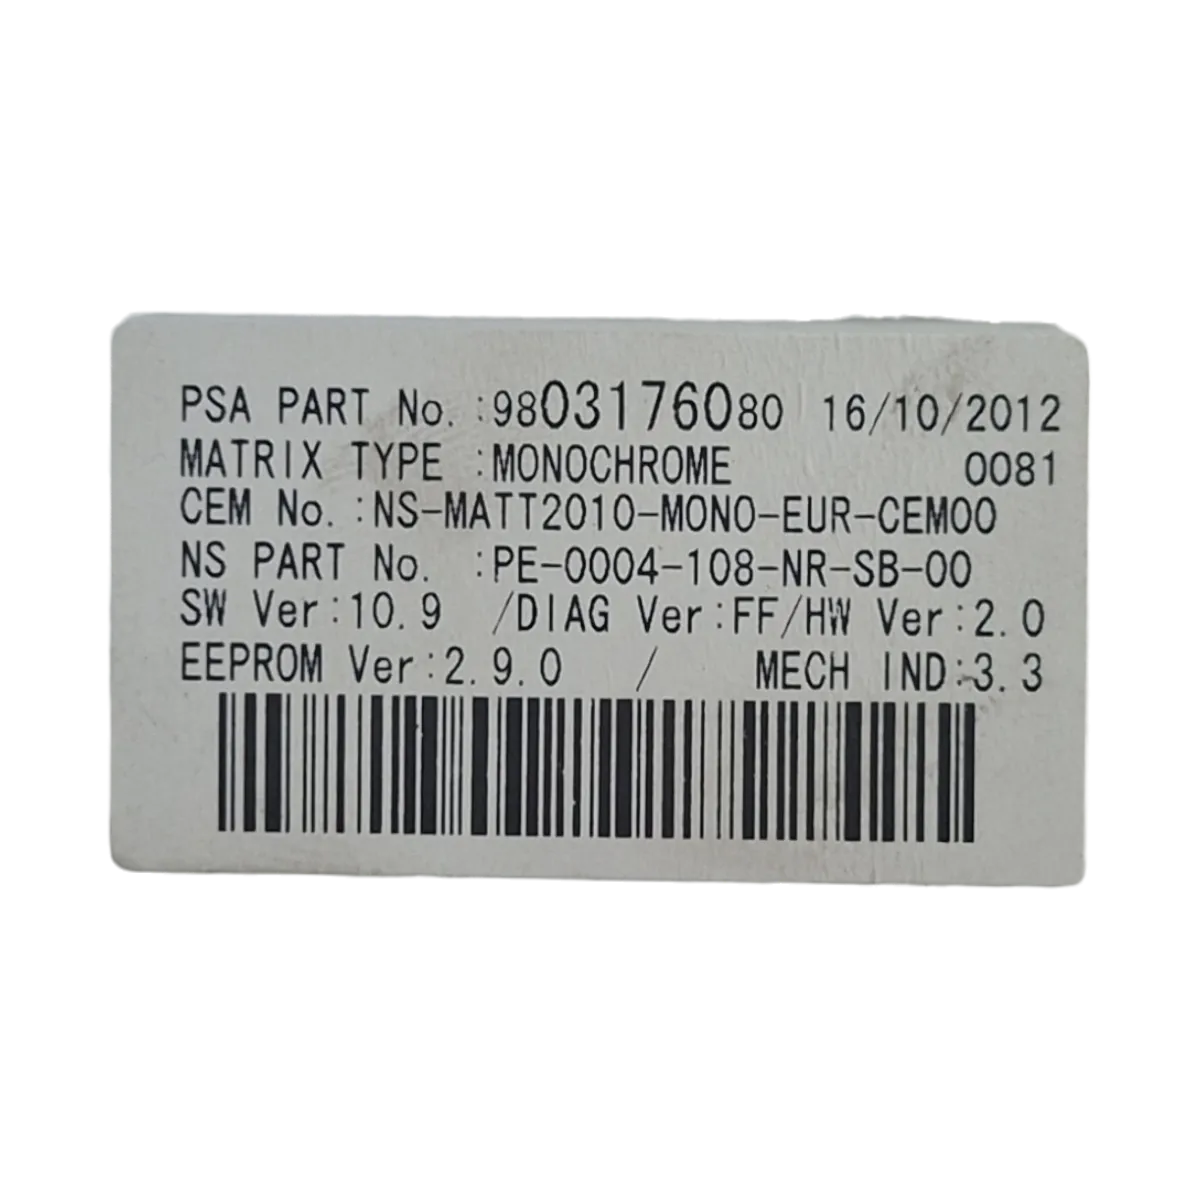 PSA PART No. :9803176080 16/10/2012
MATRIX TYPE :MONOCHROME 0081
CEM No. :NS-MATT2010-MONO-EUR-CEM00
NS PART No. :PE-0004-108-NR-SB-00
SW Ver:10.9 /DIAG Ver:FF/HW Ver:2.0
EEPROM Ver:2.9.0 / MECH IND:3.3